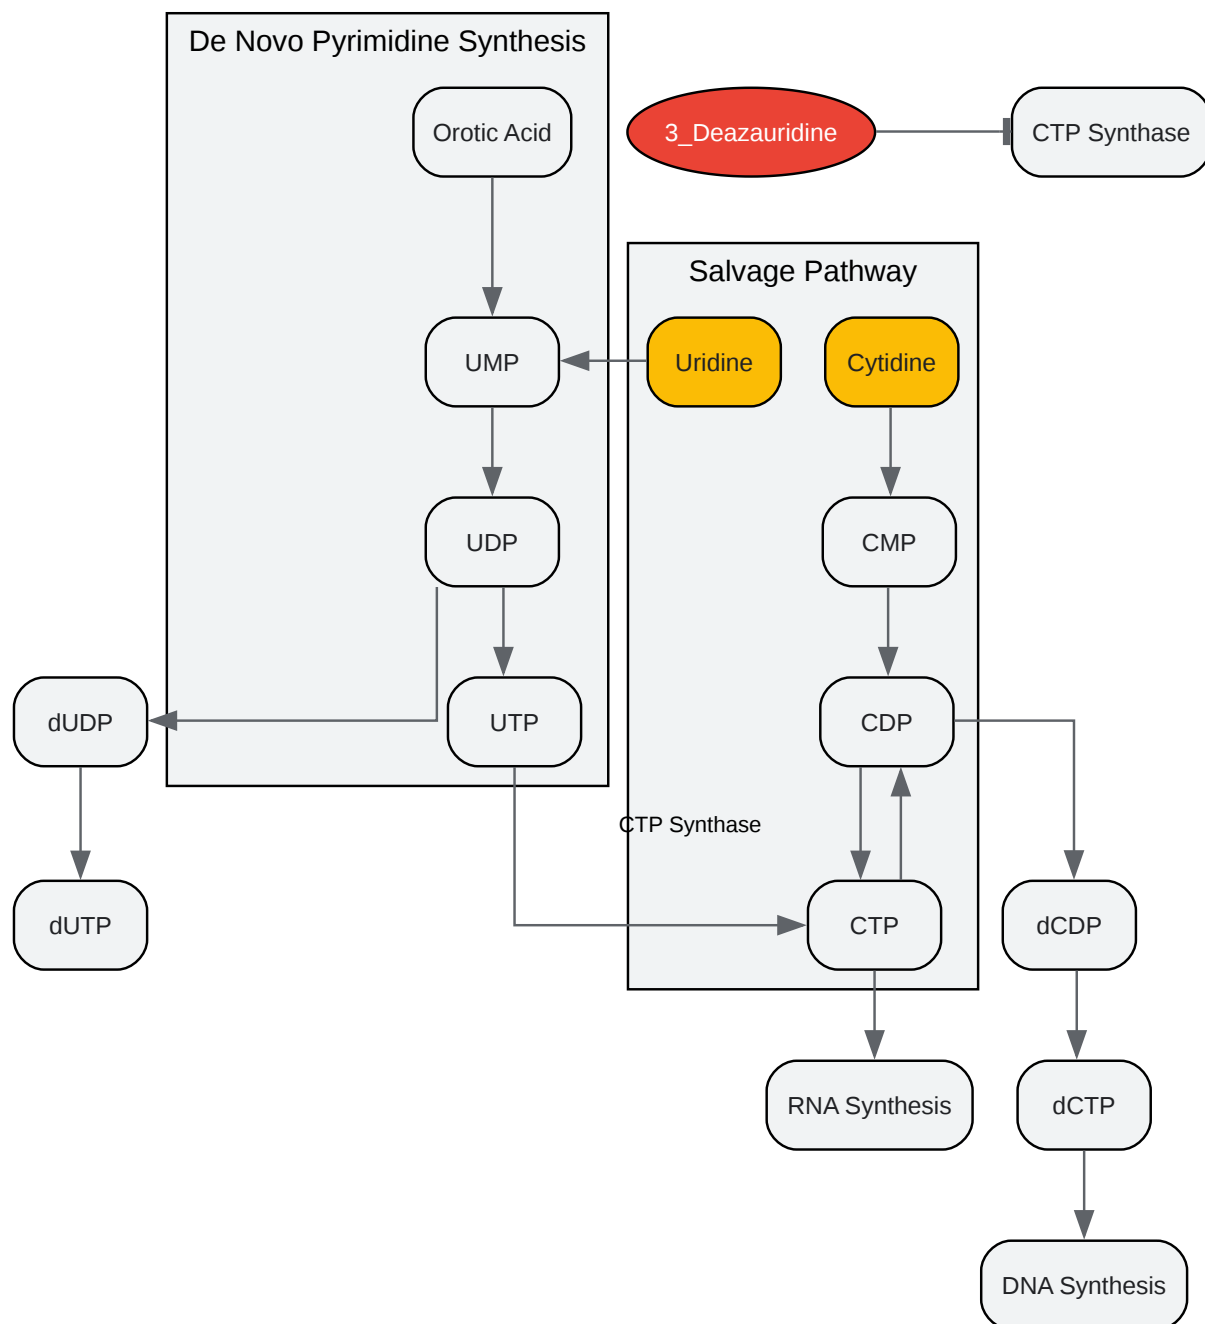 De Novo Pyrimidine Synthesis
Orotic Acid
3_Deazauridine
CTP Synthase
Salvage Pathway
UMP
Uridine
Cytidine
UDP
CMP
dUDP
UTP
CDP
CTP Synthase
dUTP
CTP
dCDP
RNA Synthesis
dCTP
DNA Synthesis